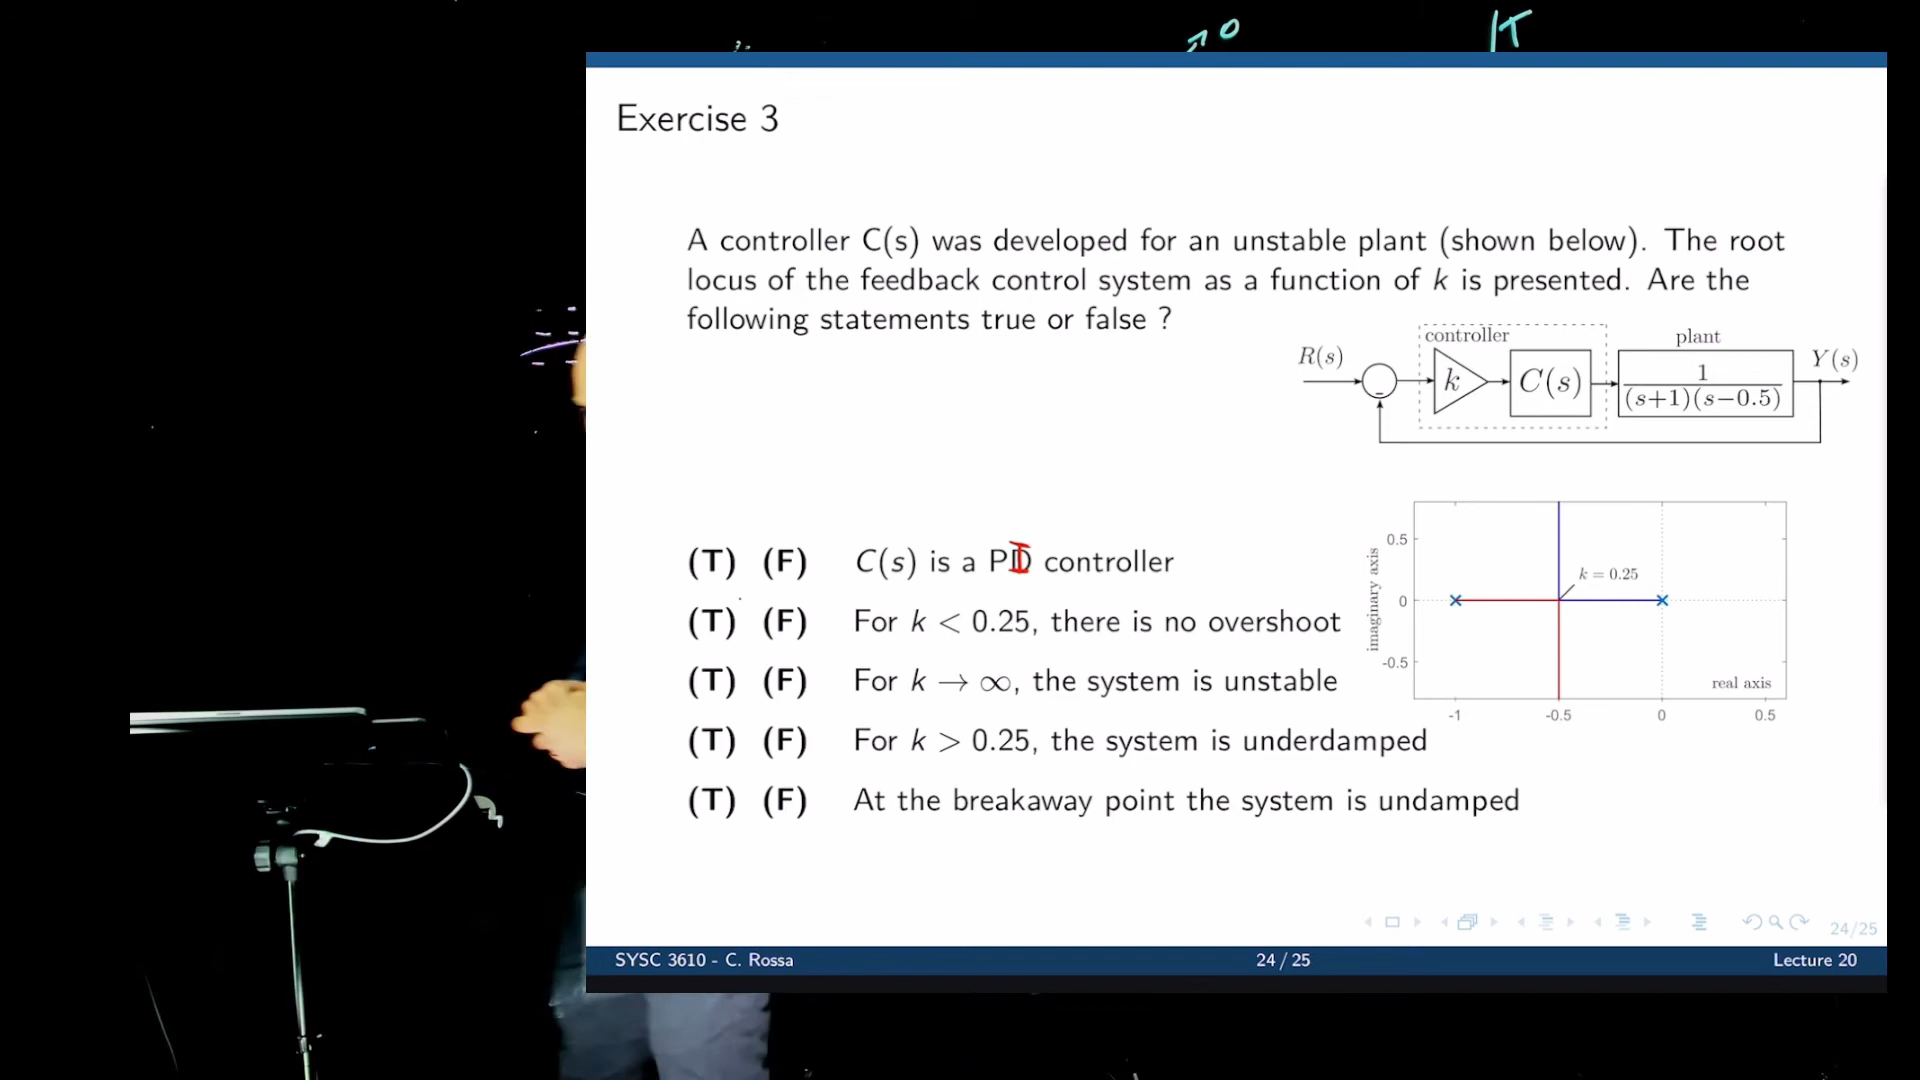 0 k
Exercise 3
A controller C(s) was developed for an unstable plant (shown below). The root
locus of the feedback control system as a function of k is presented. Are the
following statements true or false ?
controller
plant
R(s)
k
C(s)
1
(s+1)(s−0.5)
Y(s)
-
(T) (F) C(s) is a PI controller
(T) (F) For k < 0.25, there is no overshoot
(T) (F) For k → ∞, the system is unstable
(T) (F) For k > 0.25, the system is underdamped
(T) (F) At the breakaway point the system is undamped
imaginary axis
0.5
0
-0.5
k = 0.25
real axis
-1 -0.5 0 0.5
24/25
SYSC 3610 - C. Rossa 24 / 25 Lecture 20